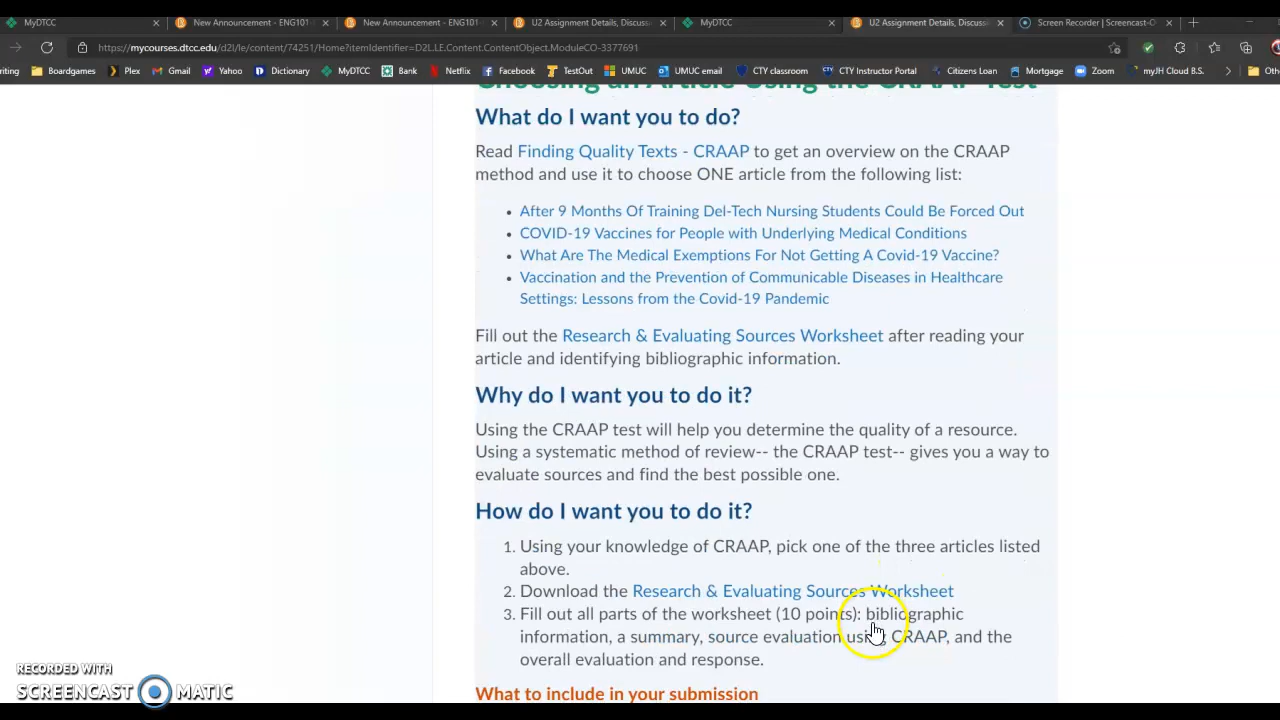 MyDTCC
New Announcement - ENG101-
New Announcement - ENG101-
U2 Assignment Details, Discuss
MyDTCC
U2 Assignment Details, Discuss
Screen Recorder | Screencast-O
https://mycourses.dtcc.edu/d2l/le/content/74251/Home?itemIdentifier=D2L.LE.Content.ContentObject.ModuleCO-3377691
Boardgames Plex Gmail Yahoo Dictionary MyDTCC Bank Netflix Facebook TestOut UMUC UMUC email CTY classroom CTY Instructor Portal Citizens Loan Mortgage Zoom myJH Cloud B.S.
Choosing an Article Using the CRAAP Test
What do I want you to do?
Read Finding Quality Texts - CRAAP to get an overview on the CRAAP
method and use it to choose ONE article from the following list:
• After 9 Months Of Training Del-Tech Nursing Students Could Be Forced Out
• COVID-19 Vaccines for People with Underlying Medical Conditions
• What Are The Medical Exemptions For Not Getting A Covid-19 Vaccine?
• Vaccination and the Prevention of Communicable Diseases in Healthcare
Settings: Lessons from the Covid-19 Pandemic
Fill out the Research & Evaluating Sources Worksheet after reading your
article and identifying bibliographic information.
Why do I want you to do it?
Using the CRAAP test will help you determine the quality of a resource.
Using a systematic method of review-- the CRAAP test-- gives you a way to
evaluate sources and find the best possible one.
How do I want you to do it?
1. Using your knowledge of CRAAP, pick one of the three articles listed
above.
2. Download the Research & Evaluating Sources Worksheet
3. Fill out all parts of the worksheet (10 points): bibliographic
information, a summary, source evaluation using CRAAP, and the
overall evaluation and response.
What to include in your submission
RECORDED WITH
SCREENCAST MATIC